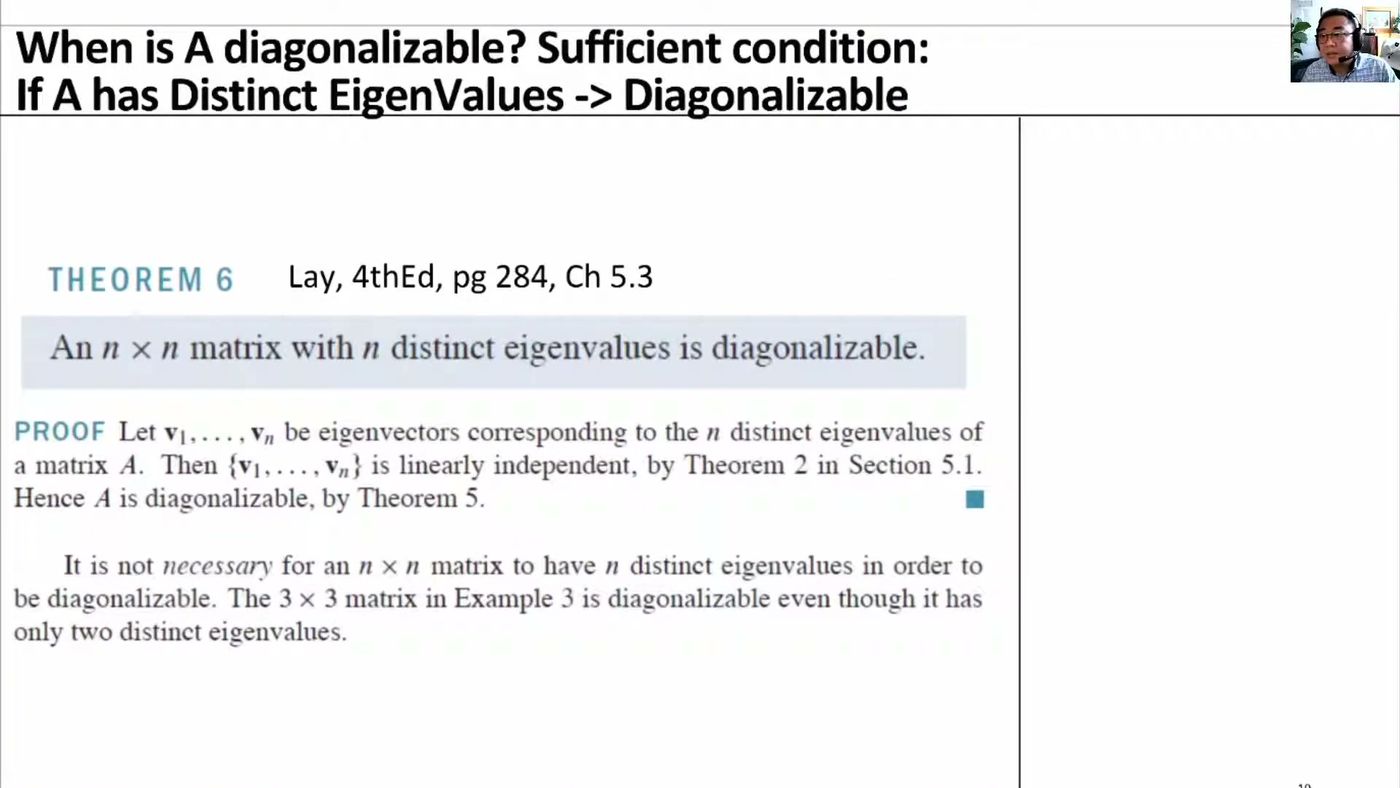 When is A diagonalizable? Sufficient condition:
If A has Distinct EigenValues -> Diagonalizable
THEOREM 6 Lay, 4thEd, pg 284, Ch 5.3
An n × n matrix with n distinct eigenvalues is diagonalizable.
PROOF Let v₁, . . . , vₙ be eigenvectors corresponding to the n distinct eigenvalues of
a matrix A. Then {v₁, . . . , vₙ} is linearly independent, by Theorem 2 in Section 5.1.
Hence A is diagonalizable, by Theorem 5.
It is not necessary for an n × n matrix to have n distinct eigenvalues in order to
be diagonalizable. The 3 × 3 matrix in Example 3 is diagonalizable even though it has
only two distinct eigenvalues.